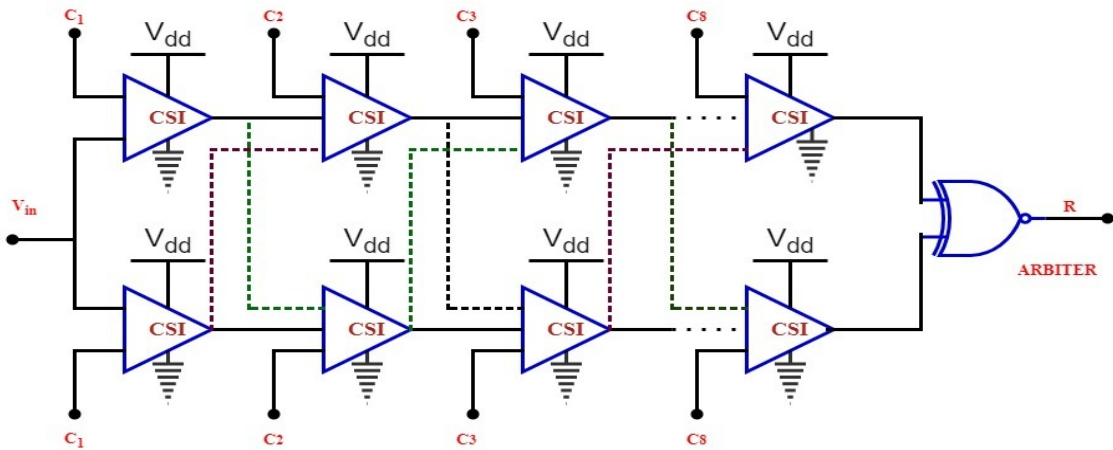 C1 C2 C3 C8
Vdd Vdd Vdd Vdd
CSI CSI CSI CSI
Vin
R
ARBITER
Vdd Vdd Vdd Vdd
CSI CSI CSI CSI
C1 C2 C3 C8